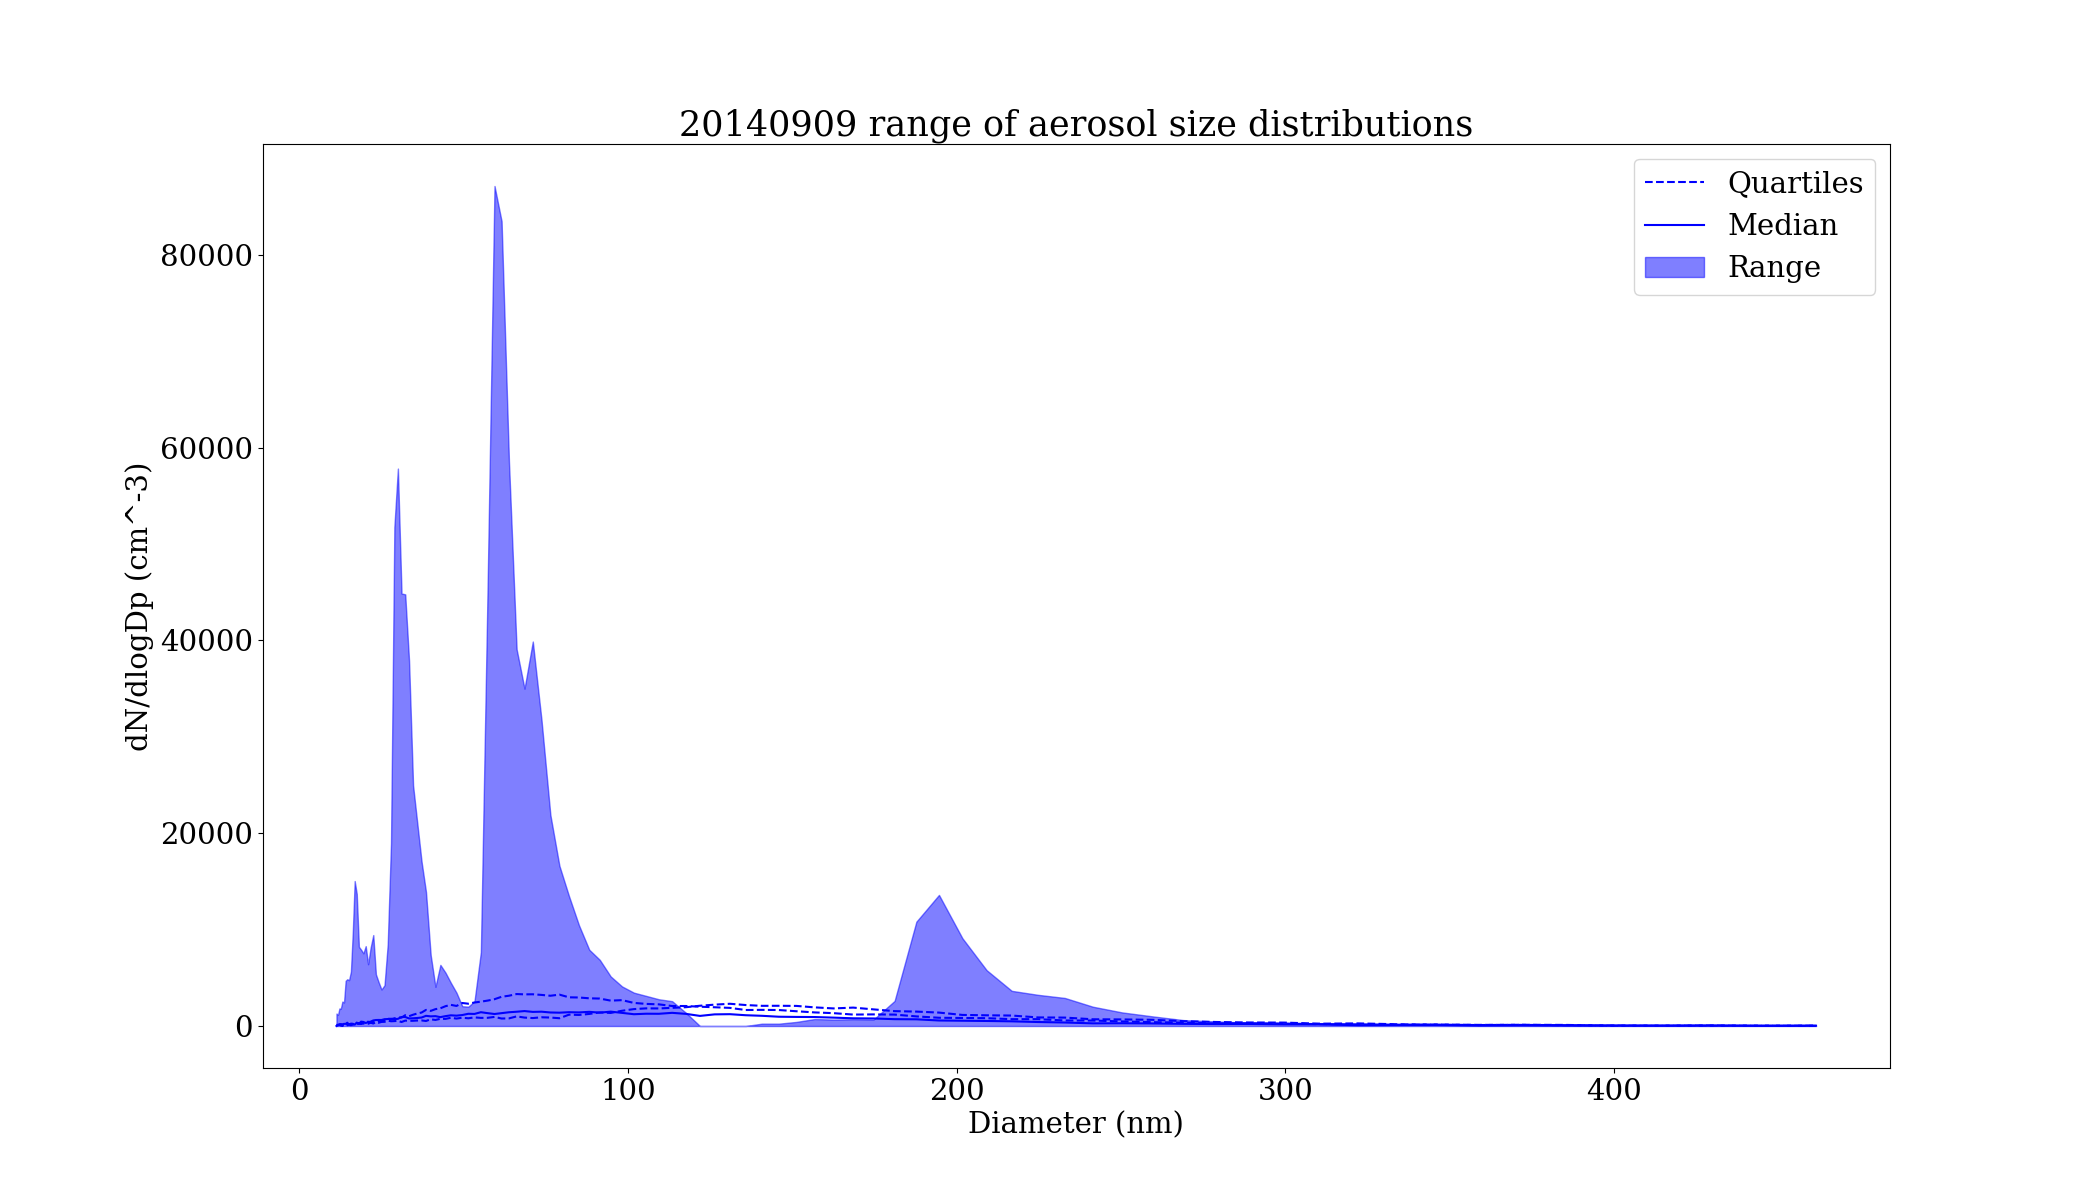 20140909 range of aerosol size distributions
Quartiles
Median
Range
80000
60000
40000
20000
0
dN/dlogDp (cm^-3)
0 100 200 300 400
Diameter (nm)